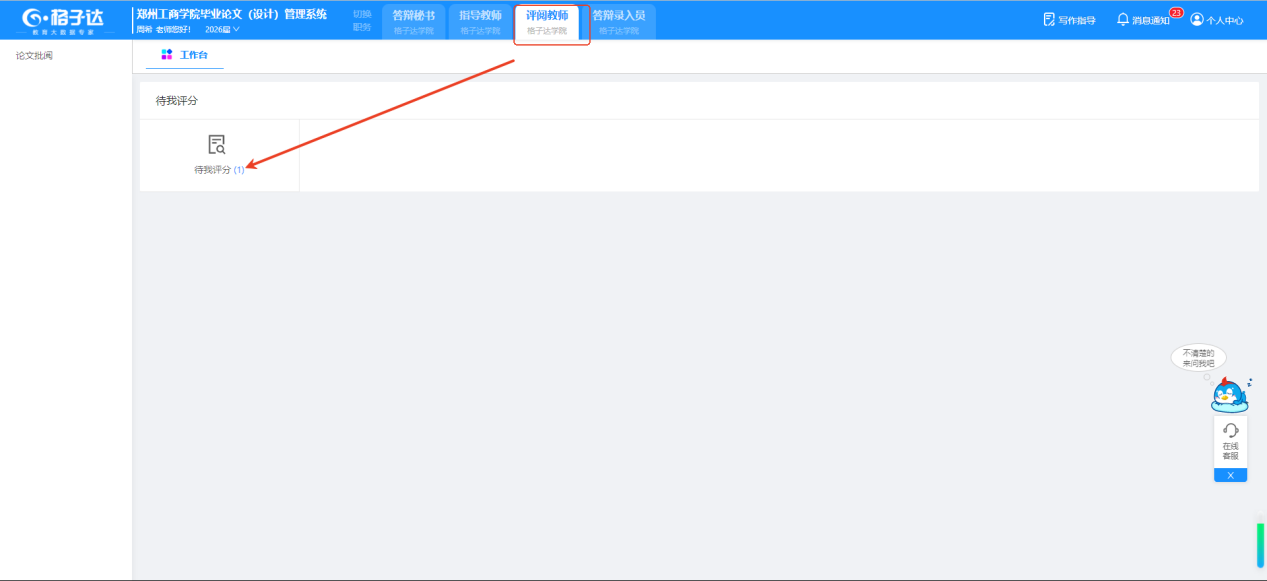 格子达
教育大数据专家
郑州工商学院毕业论文（设计）管理系统
周希 老师您好! 2026届
切换
职务
答辩秘书
格子达学院
指导教师
格子达学院
评阅教师
格子达学院
答辩录入员
格子达学院
写作指导
消息通知
23
个人中心
论文批阅
工作台
待我评分
待我评分 (1)
不清楚的
来问我吧
在线
客服
X